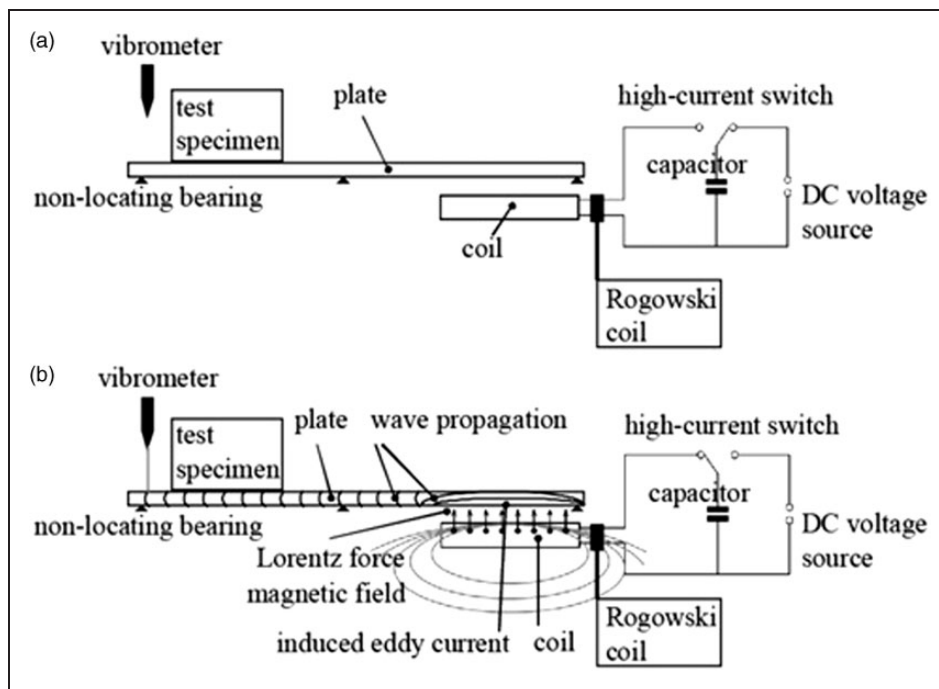 (a)
vibrometer
test
specimen
plate
high-current switch
capacitor
non-locating bearing
DC voltage
source
coil
Rogowski
coil
(b)
vibrometer
test
specimen
plate
wave propagation
high-current switch
capacitor
non-locating bearing
DC voltage
source
Lorentz force
magnetic field
induced eddy current
coil
Rogowski
coil